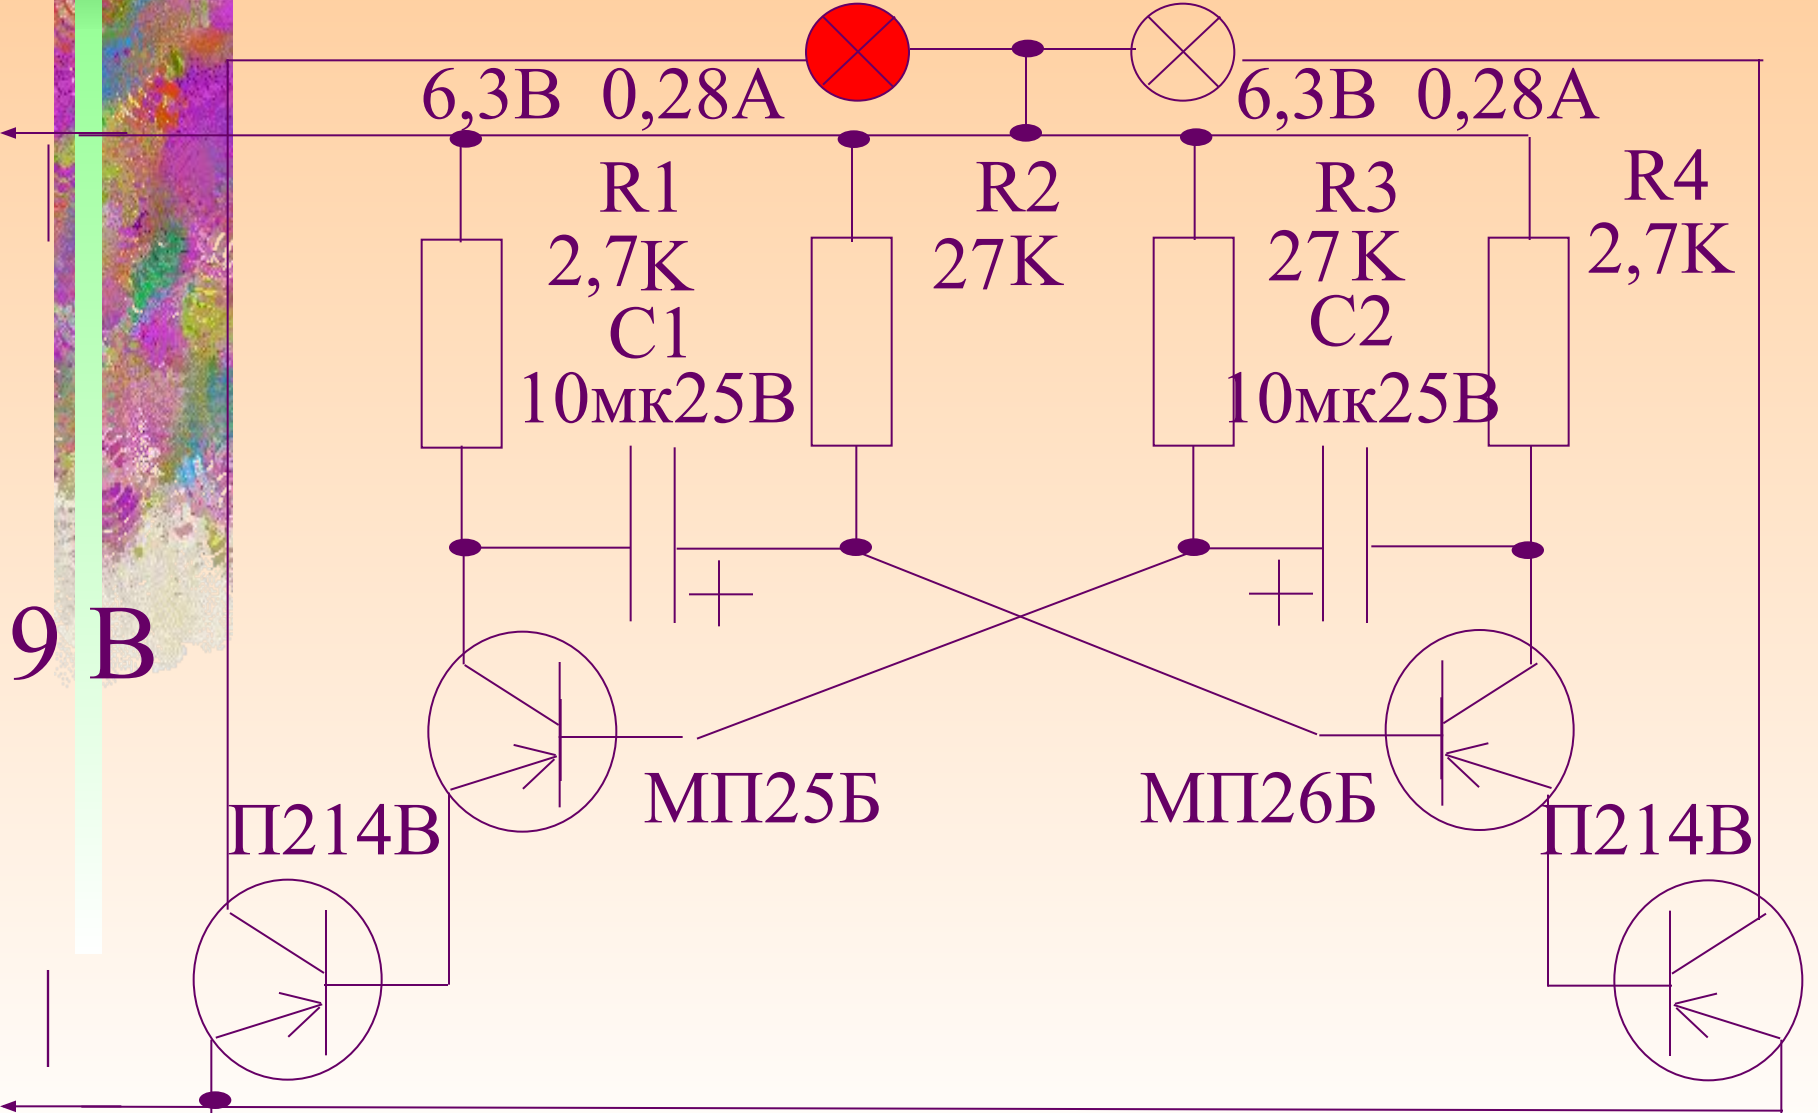 6,3В 0,28А
6,3В 0,28А
R1
2,7К
С1
10мк25В
R2
27К
R3
27К
С2
10мк25В
R4
2,7К
9 В
МП25Б
МП26Б
П214В
П214В